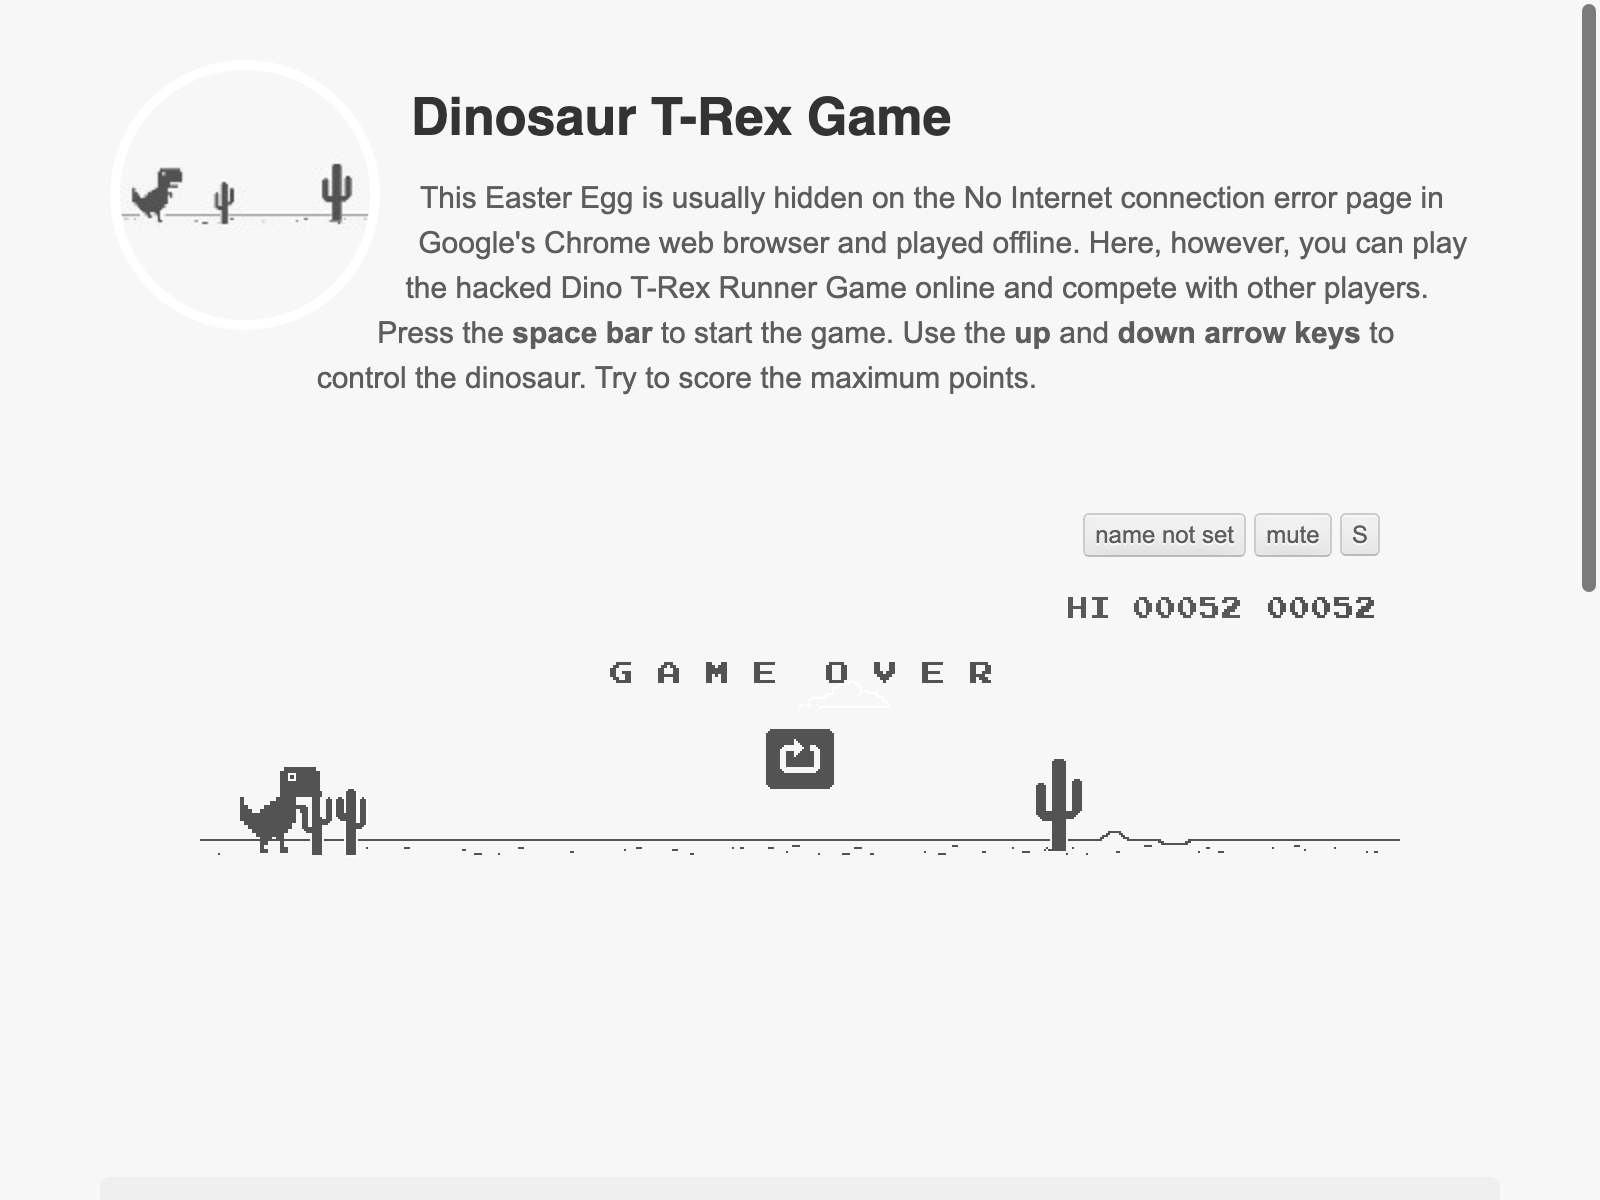 Dinosaur T-Rex Game
This Easter Egg is usually hidden on the No Internet connection error page in
Google's Chrome web browser and played offline. Here, however, you can play
the hacked Dino T-Rex Runner Game online and compete with other players.
Press the space bar to start the game. Use the up and down arrow keys to
control the dinosaur. Try to score the maximum points.
name not set mute S
HI 00052 00052
GAME OVER